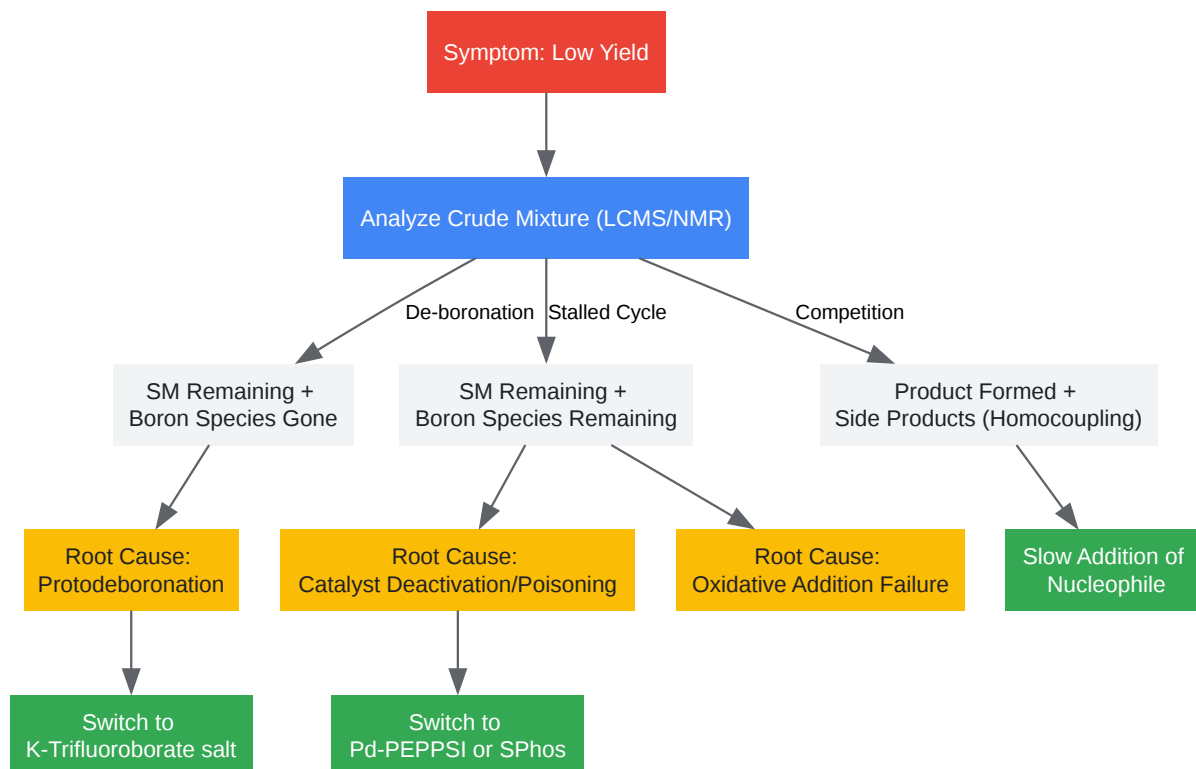 Symptom: Low Yield
Analyze Crude Mixture (LCMS/NMR)
De-boronation
Stalled Cycle
Competition
SM Remaining +
Boron Species Gone
SM Remaining +
Boron Species Remaining
Product Formed +
Side Products (Homocoupling)
Root Cause:
Protodeboronation
Root Cause:
Catalyst Deactivation/Poisoning
Root Cause:
Oxidative Addition Failure
Slow Addition of
Nucleophile
Switch to
K-Trifluoroborate salt
Switch to
Pd-PEPPSI or SPhos